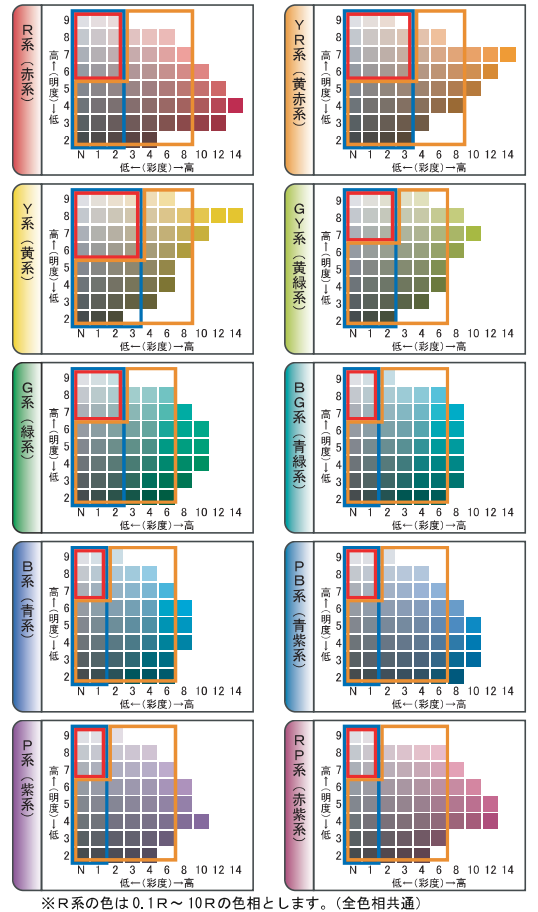 R系（赤系）
高←（明度）→低
9
8
7
6
5
4
3
2
N 1 2 3 4 6 8 10 12 14
低←（彩度）→高
YR系（黄赤系）
高←（明度）→低
9
8
7
6
5
4
3
2
N 1 2 3 4 6 8 10 12 14
低←（彩度）→高
Y系（黄系）
高←（明度）→低
9
8
7
6
5
4
3
2
N 1 2 3 4 6 8 10 12 14
低←（彩度）→高
GY系（黄緑系）
高←（明度）→低
9
8
7
6
5
4
3
2
N 1 2 3 4 6 8 10 12 14
低←（彩度）→高
G系（緑系）
高←（明度）→低
9
8
7
6
5
4
3
2
N 1 2 3 4 6 8 10 12 14
低←（彩度）→高
BG系（青緑系）
高←（明度）→低
9
8
7
6
5
4
3
2
N 1 2 3 4 6 8 10 12 14
低←（彩度）→高
B系（青系）
高←（明度）→低
9
8
7
6
5
4
3
2
N 1 2 3 4 6 8 10 12 14
低←（彩度）→高
PB系（青紫系）
高←（明度）→低
9
8
7
6
5
4
3
2
N 1 2 3 4 6 8 10 12 14
低←（彩度）→高
P系（紫系）
高←（明度）→低
9
8
7
6
5
4
3
2
N 1 2 3 4 6 8 10 12 14
低←（彩度）→高
RP系（赤紫系）
高←（明度）→低
9
8
7
6
5
4
3
2
N 1 2 3 4 6 8 10 12 14
低←（彩度）→高
※R系の色は0.1R～10Rの色相とします。（全色相共通）